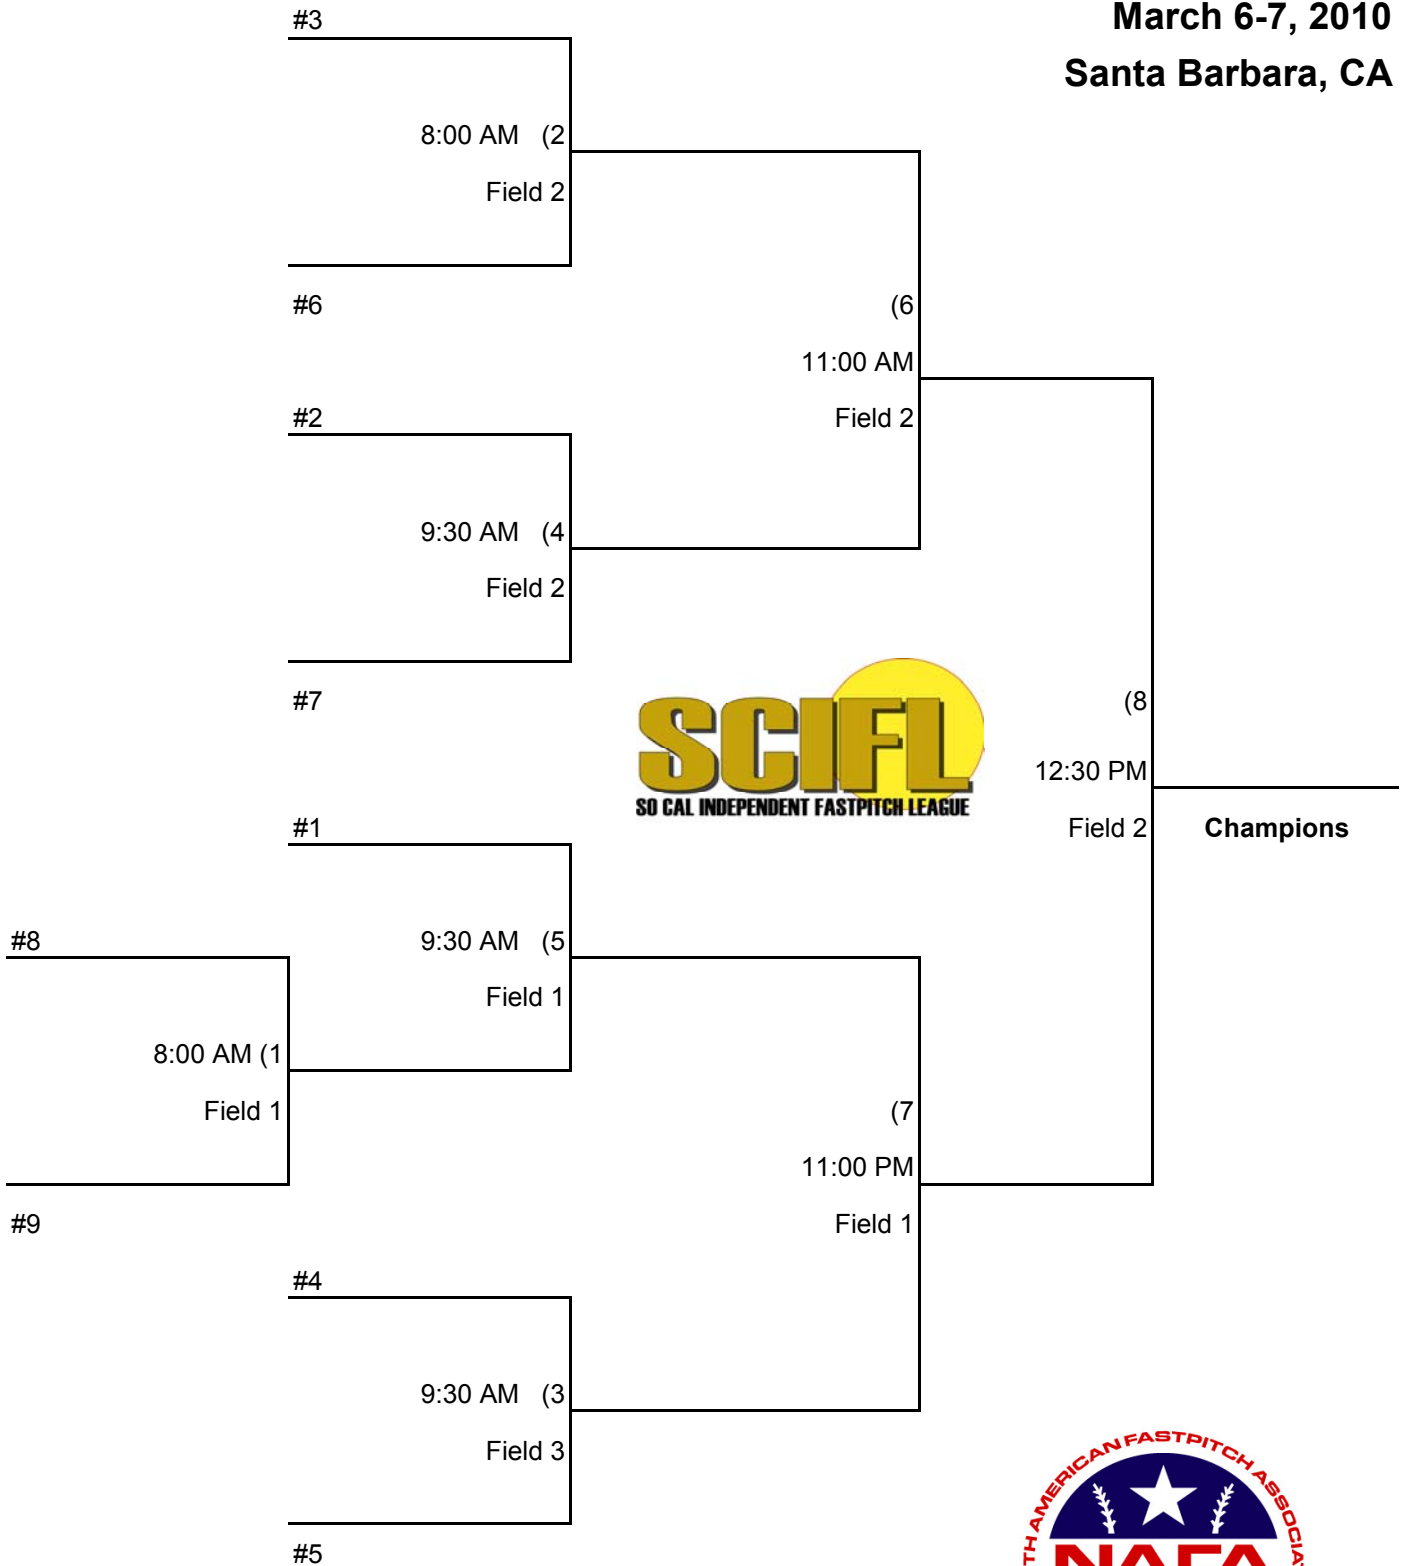 March 6-7, 2010
#3
Santa Barbara, CA
8:00 AM (2
Field 2
#6
(6
11:00 AM
#2
Field 2
9:30 AM (4
Field 2
#7
(8
SCIFL
SO CAL INDEPENDENT FASTPITCH LEAGUE
12:30 PM
#1
Field 2
Champions
#8
9:30 AM (5
Field 1
8:00 AM (1
Field 1
(7
11:00 PM
#9
Field 1
#4
9:30 AM (3
Field 3
#5
TH AMERICAN FASTPITCH ASSOCIAT
NAFA